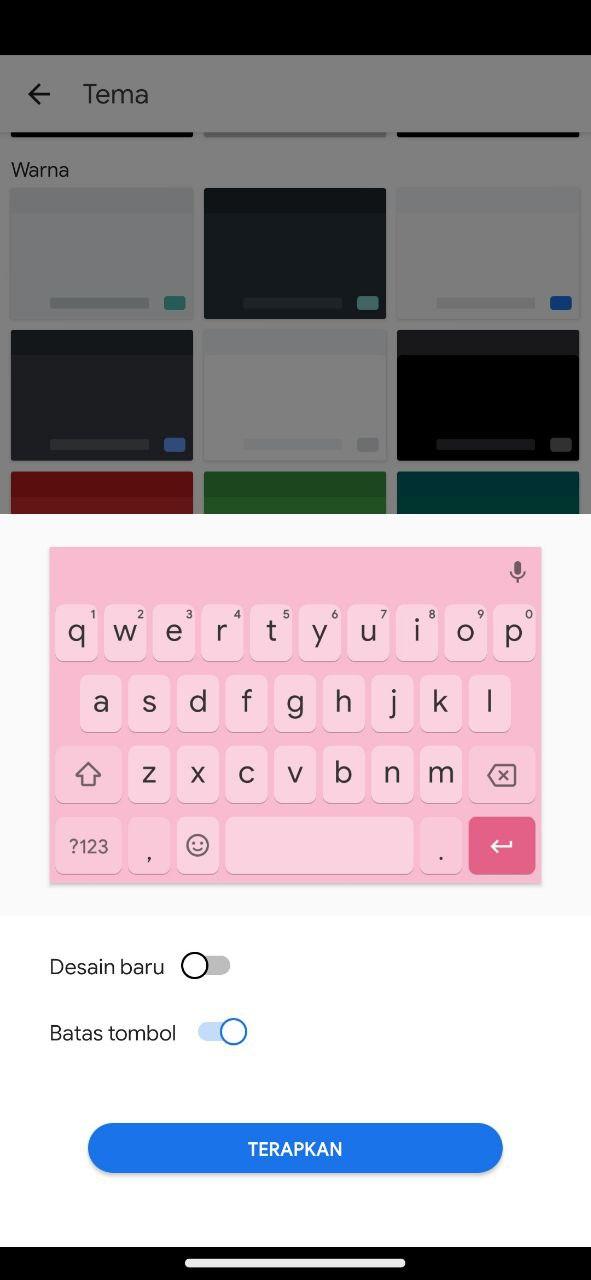 Tema
Warna
1 2 3 4 5 6 7 8 9 0
q w e r t y u i o p
a s d f g h j k l
z x c v b n m
?123 , .
Desain baru
Batas tombol
TERAPKAN